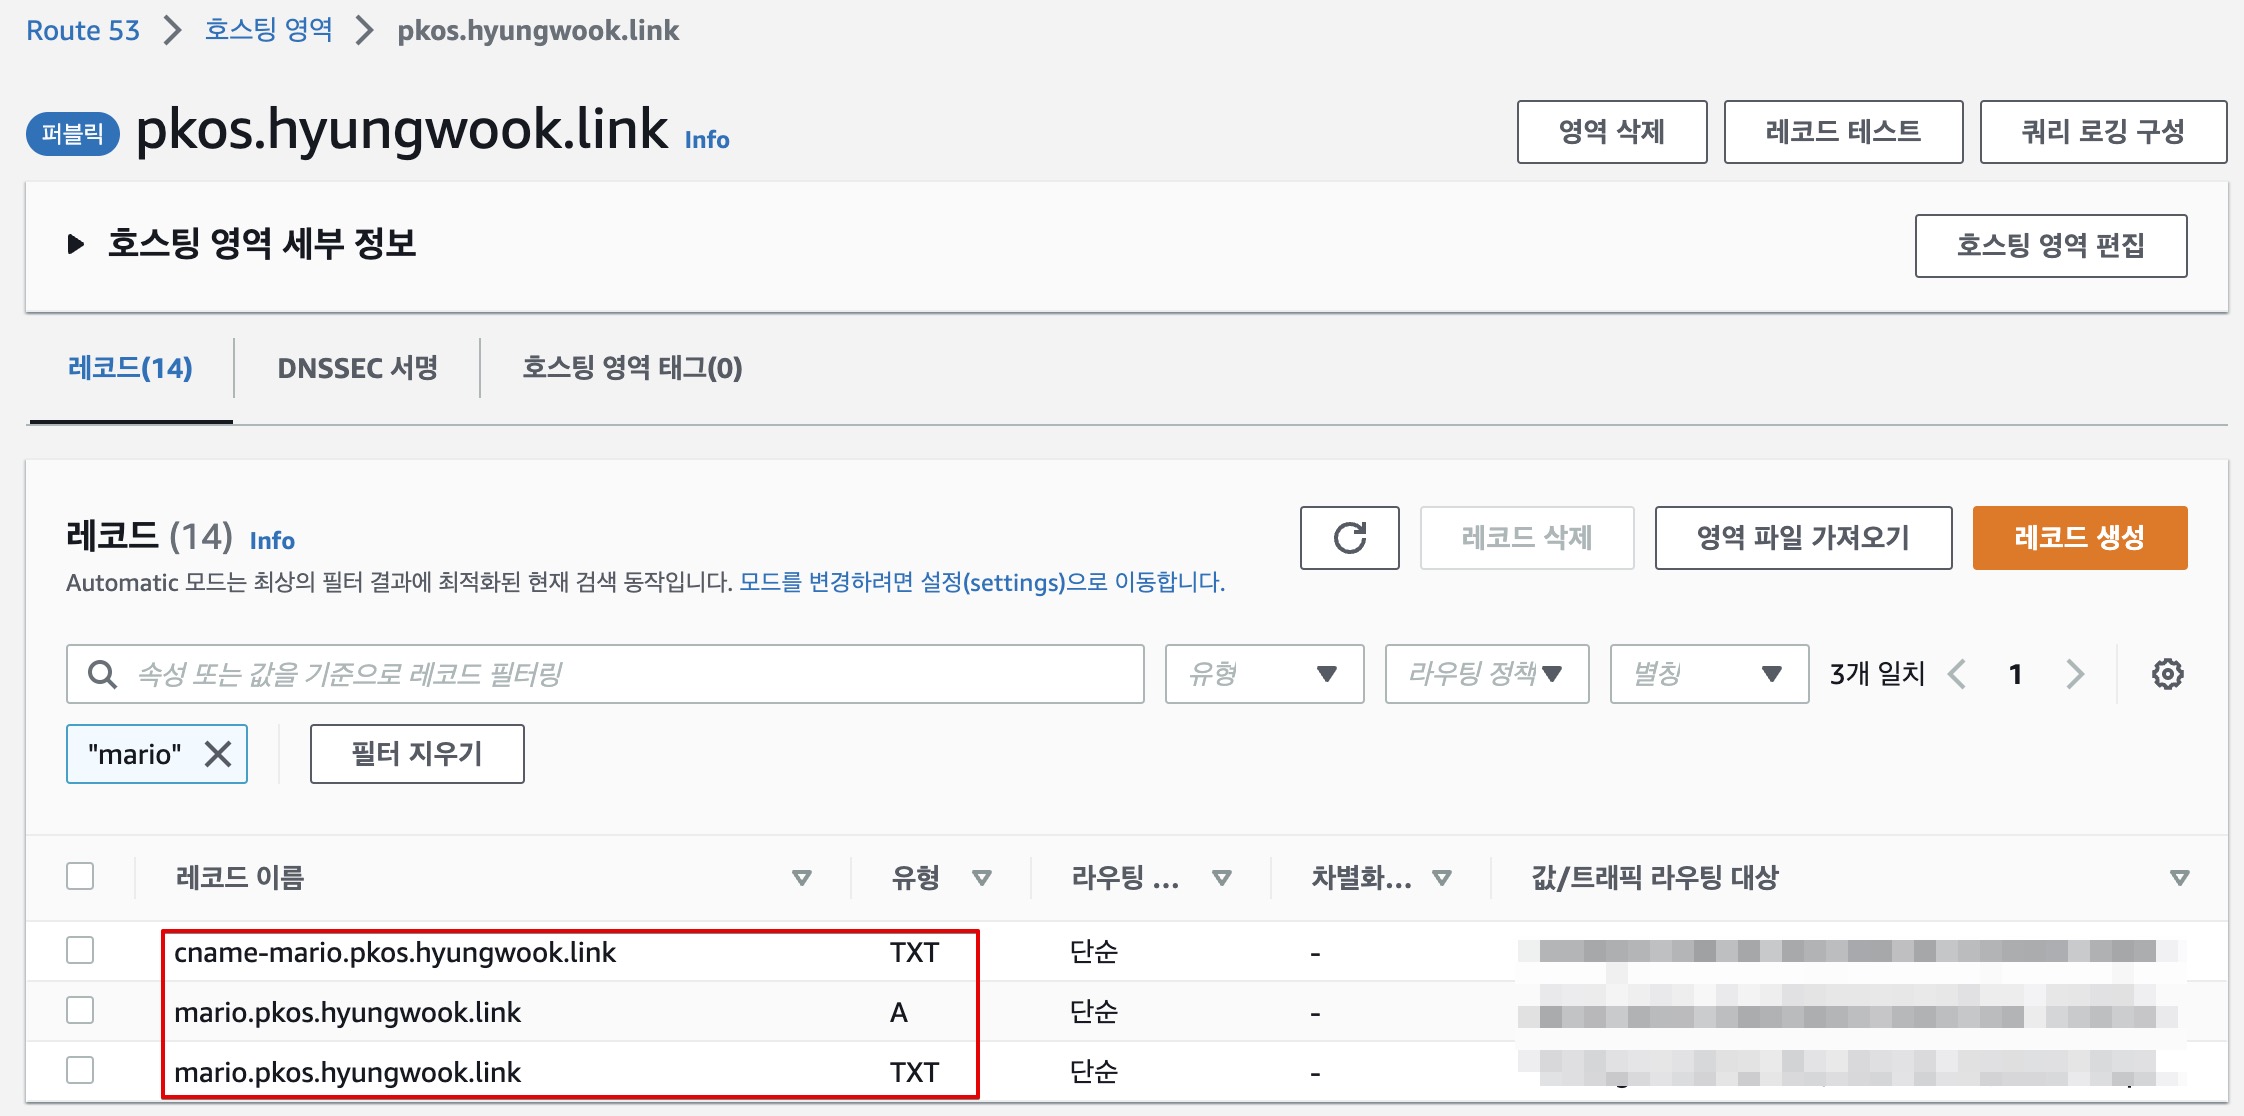 Route 53 > 호스팅 영역 > pkos.hyungwook.link
퍼블릭 pkos.hyungwook.link Info
영역 삭제 레코드 테스트 쿼리 로깅 구성
호스팅 영역 세부 정보 호스팅 영역 편집
레코드(14) DNSSEC 서명 호스팅 영역 태그(0)
레코드 (14) Info
레코드 삭제 영역 파일 가져오기 레코드 생성
Automatic 모드는 최상의 필터 결과에 최적화된 현재 검색 동작입니다. 모드를 변경하려면 설정(settings)으로 이동합니다.
속성 또는 값을 기준으로 레코드 필터링 유형 라우팅 정책 별칭 3개 일치 1
"mario" 필터 지우기
레코드 이름 유형 라우팅 ... 차별화... 값/트래픽 라우팅 대상
cname-mario.pkos.hyungwook.link TXT 단순 -
mario.pkos.hyungwook.link A 단순 -
mario.pkos.hyungwook.link TXT 단순 -